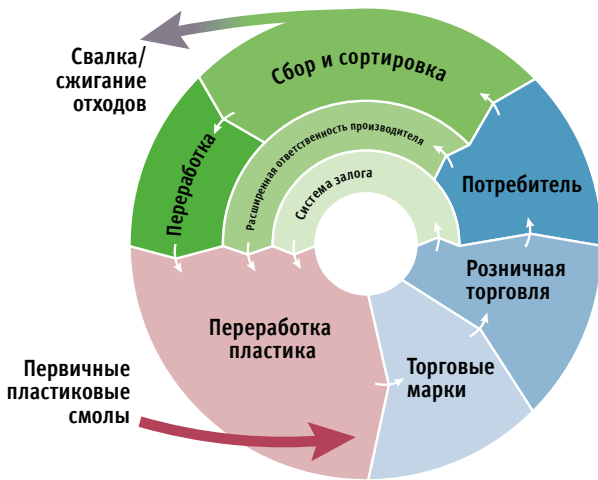 Свалка/
сжигание
отходов
Сбор и сортировка
Переработка
Расширенная ответственность производителя
Система залога
Потребитель
Розничная
торговля
Торговые
марки
Переработка
пластика
Первичные
пластиковые
смолы